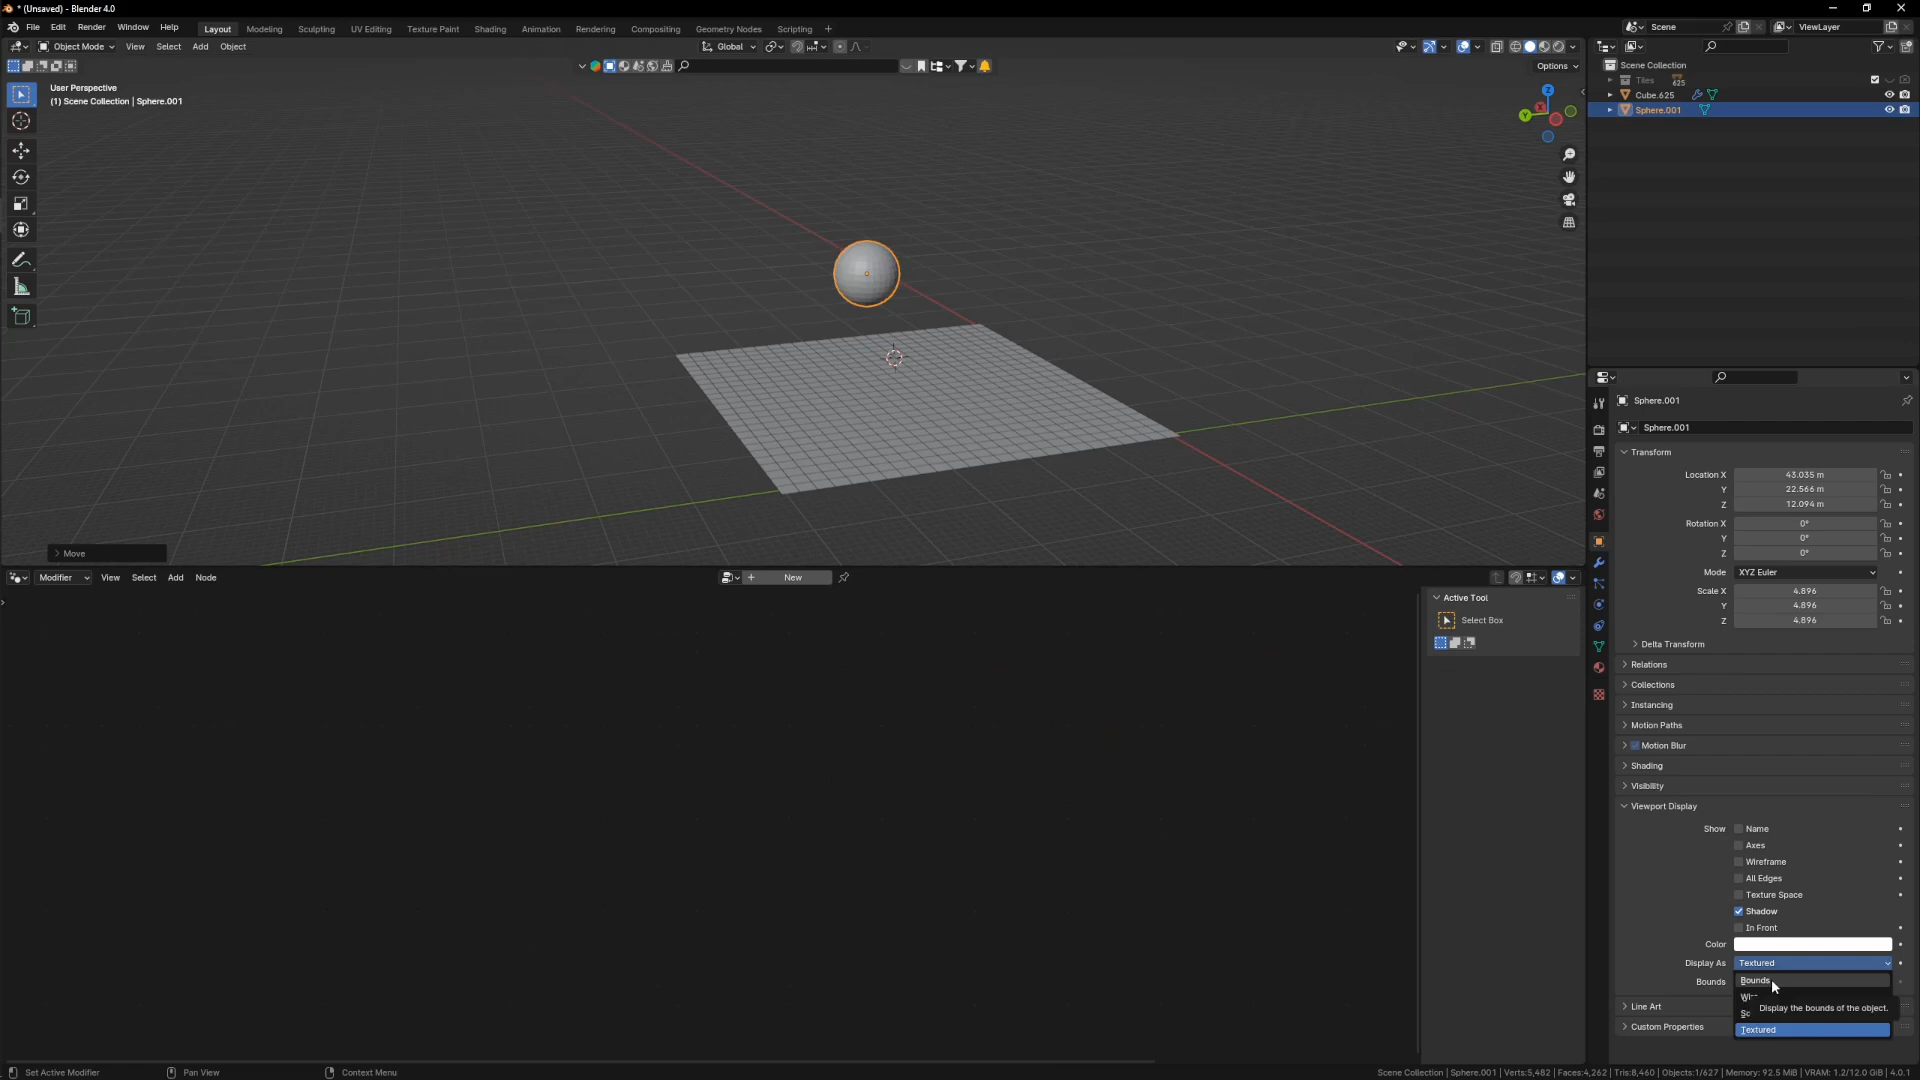 * (Unsaved) - Blender 4.0
File Edit Render Window Help Layout Modeling Sculpting UV Editing Texture Paint Shading Animation Rendering Compositing Geometry Nodes Scripting +
Scene ViewLayer
Object Mode View Select Add Object Global
Options
User Perspective
(1) Scene Collection | Sphere.001
Scene Collection
Tiles 625
Cube.625
Sphere.001
Z
X
Y
Move
Sphere.001
Sphere.001
Transform
Location X 43.035 m
Y 22.566 m
Z 12.094 m
Rotation X 0°
Y 0°
Z 0°
Mode XYZ Euler
Scale X 4.896
Y 4.896
Z 4.896
Delta Transform
Relations
Collections
Instancing
Motion Paths
Motion Blur
Shading
Visibility
Viewport Display
Show Name
Axes
Wireframe
All Edges
Texture Space
Shadow
In Front
Color
Display As Textured
Bounds Bounds
Display the bounds of the object.
Textured
Line Art
Custom Properties
Modifier View Select Add Node
+ New
Active Tool
Select Box
Set Active Modifier Pan View Context Menu
Scene Collection | Sphere.001 | Verts:5,482 | Faces:4,262 | Tris:8,460 | Objects:1/627 | Memory: 92.5 MiB | VRAM: 1.2/12.0 GiB | 4.0.1